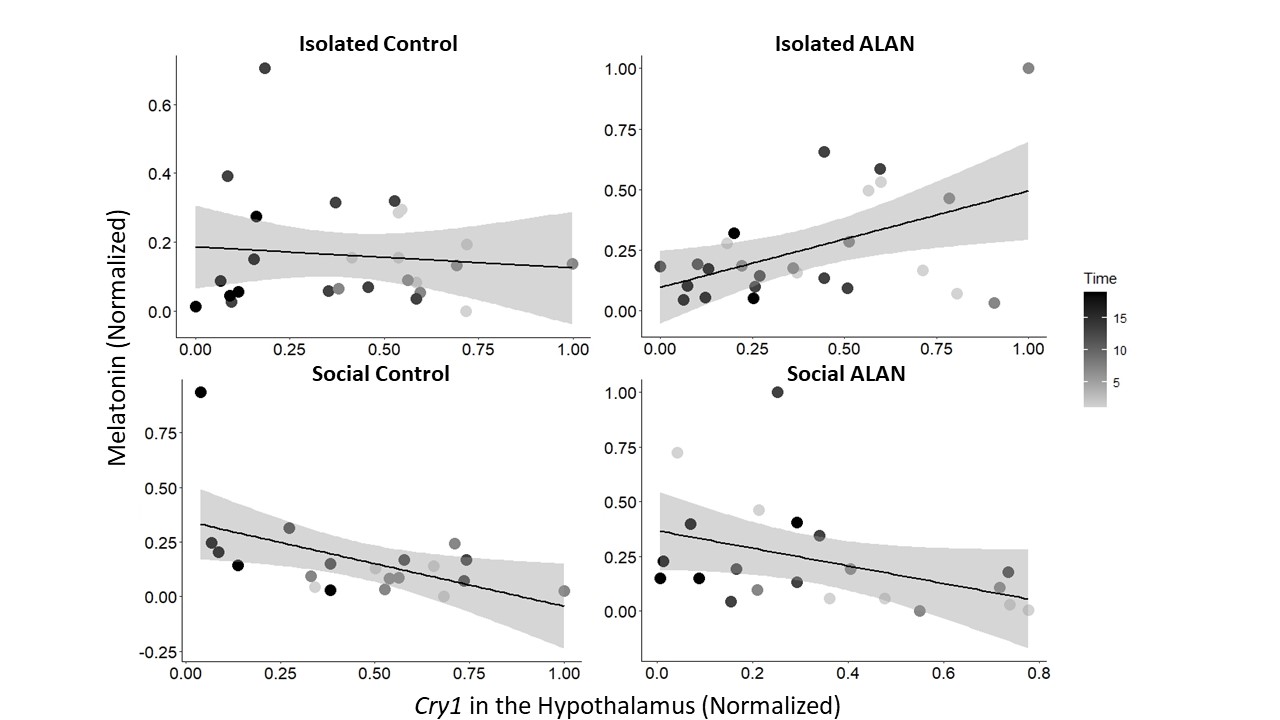 Isolated Control
Isolated ALAN
0.6
0.4
0.2
0.0
0.00 0.25 0.50 0.75 1.00
1.00
0.75
0.50
0.25
0.00
0.00 0.25 0.50 0.75 1.00
Social Control
Social ALAN
0.75
0.50
0.25
0.00
-0.25
0.00 0.25 0.50 0.75 1.00
1.00
0.75
0.50
0.25
0.00
0.0 0.2 0.4 0.6 0.8
Melatonin (Normalized)
Cry1 in the Hypothalamus (Normalized)
Time
15
10
5